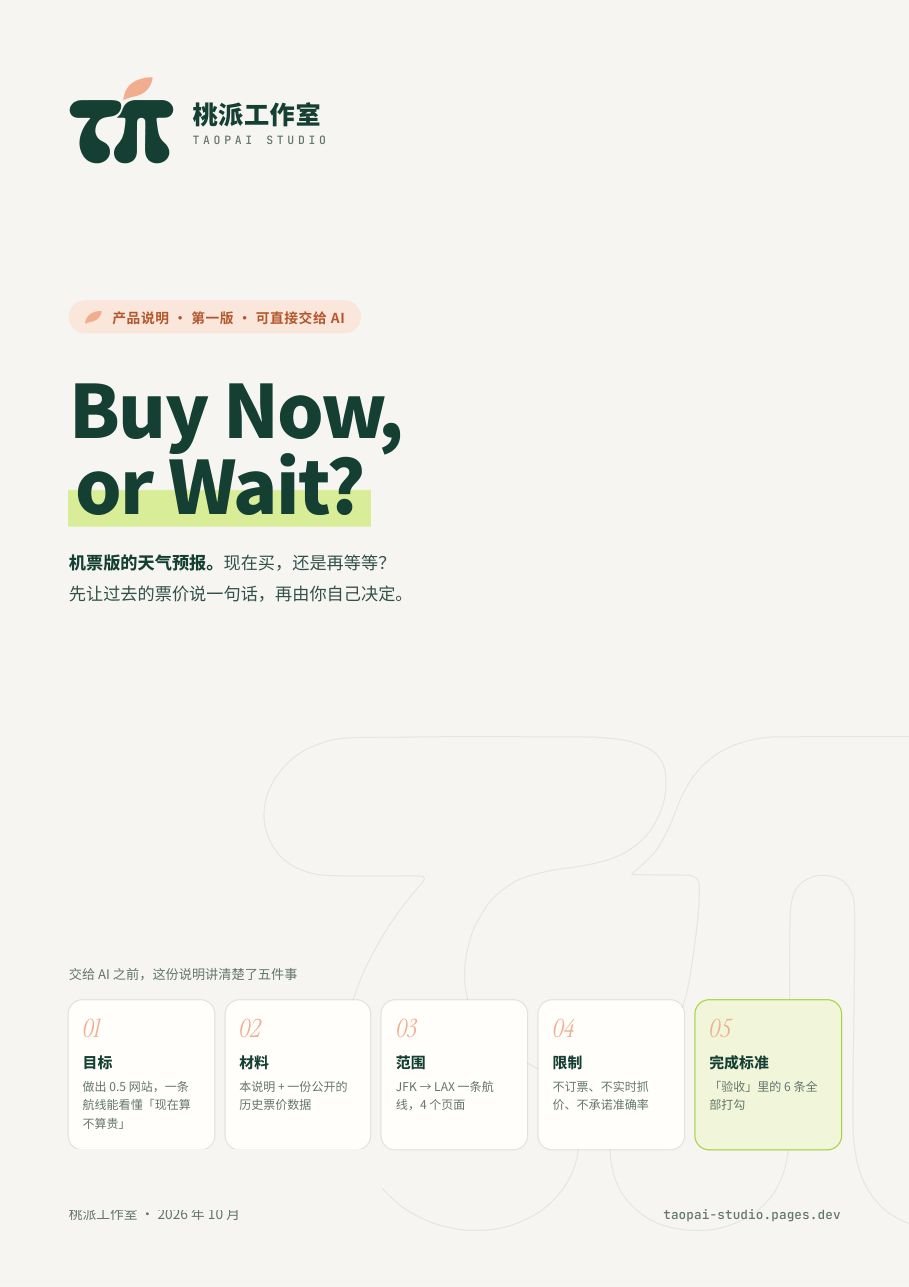 桃派工作室
TAOPAI STUDIO
产品说明 · 第一版 · 可直接交给 AI
Buy Now,
or Wait?
机票版的天气预报。现在买，还是再等等？
先让过去的票价说一句话，再由你自己决定。
交给 AI 之前，这份说明讲清楚了五件事
01
目标
做出 0.5 网站，一条
航线能看懂「现在算
不算贵」
02
材料
本说明 + 一份公开的
历史票价数据
03
范围
JFK → LAX 一条航
线，4 个页面
04
限制
不订票、不实时抓
价、不承诺准确率
05
完成标准
「验收」里的 6 条全
部打勾
桃派工作室 · 2026 年 10 月
taopai-studio.pages.dev